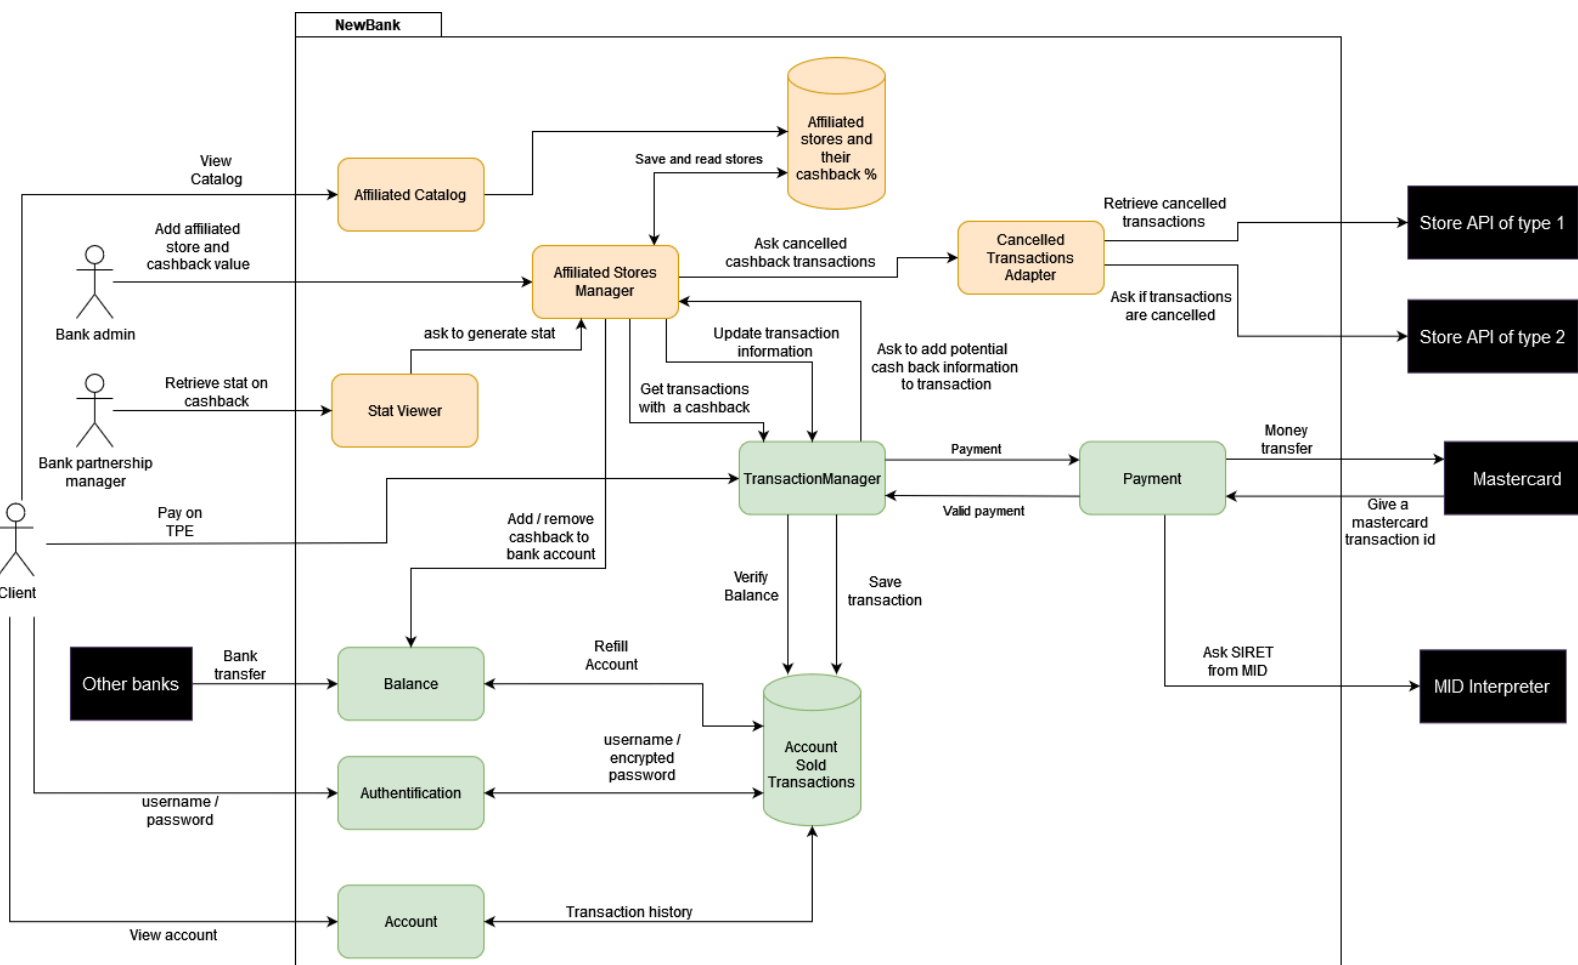 NewBank
Affiliated
stores and
their
cashback %
View
Catalog
Save and read stores
Affiliated Catalog
Add affiliated
store and
cashback value
Bank admin
Affiliated Stores
Manager
Ask cancelled
cashback transactions
Cancelled
Transactions
Adapter
Retrieve cancelled
transactions
Store API of type 1
Ask if transactions
are cancelled
Store API of type 2
ask to generate stat
Update transaction
information
Ask to add potential
cash back information
to transaction
Retrieve stat on
cashback
Stat Viewer
Get transactions
with a cashback
Bank partnership
manager
TransactionManager
Payment
Valid payment
Payment
Money
transfer
Mastercard
Give a
mastercard
transaction id
Pay on
TPE
Client
Add / remove
cashback to
bank account
Verify
Balance
Save
transaction
Other banks
Bank
transfer
Balance
Refill
Account
Ask SIRET
from MID
MID Interpreter
username /
encrypted
password
Account
Sold
Transactions
username /
password
Authentification
View account
Account
Transaction history